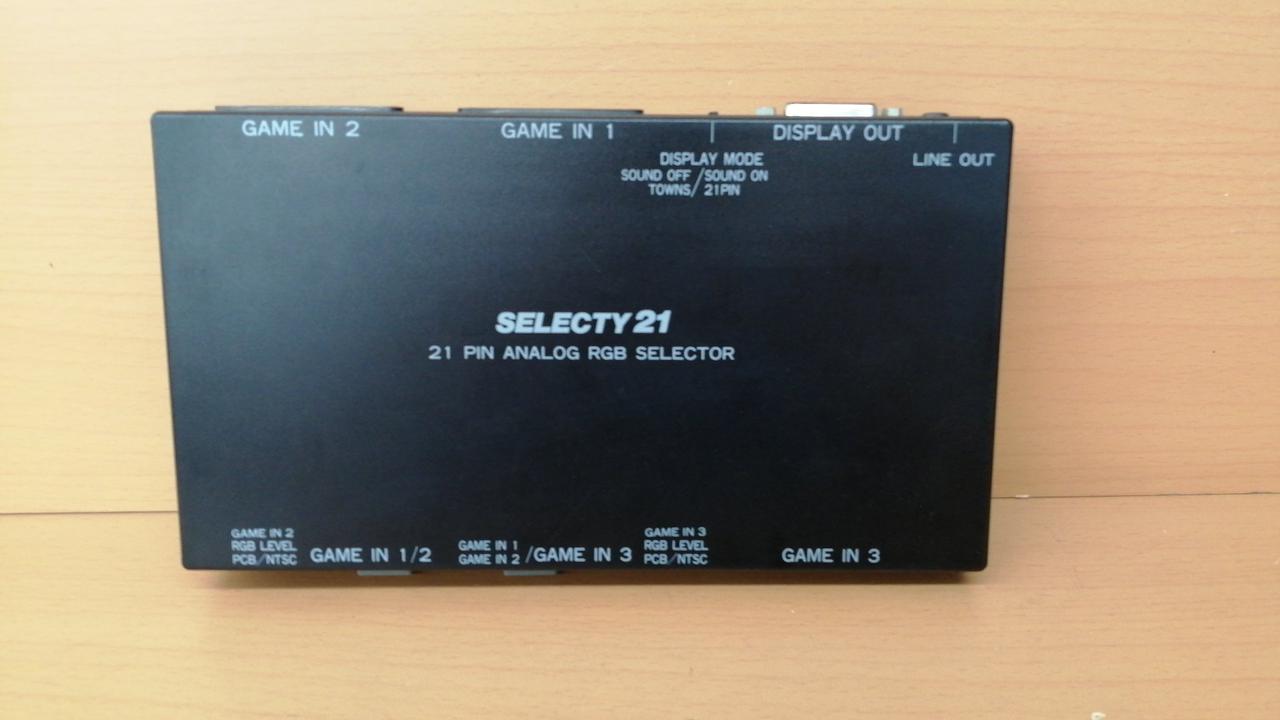 GAME IN 2
GAME IN 1
DISPLAY OUT
DISPLAY MODE
SOUND OFF / SOUND ON
TOWNS / 21PIN
LINE OUT
SELECTY 21
21 PIN ANALOG RGB SELECTOR
GAME IN 2
RGB LEVEL
PCB/NTSC
GAME IN 1/2
GAME IN 1
GAME IN 2
/GAME IN 3
GAME IN 3
RGB LEVEL
PCB/NTSC
GAME IN 3